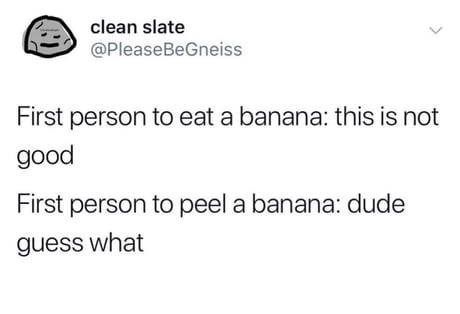 clean slate
@PleaseBeGneiss
First person to eat a banana: this is not
good
First person to peel a banana: dude
guess what